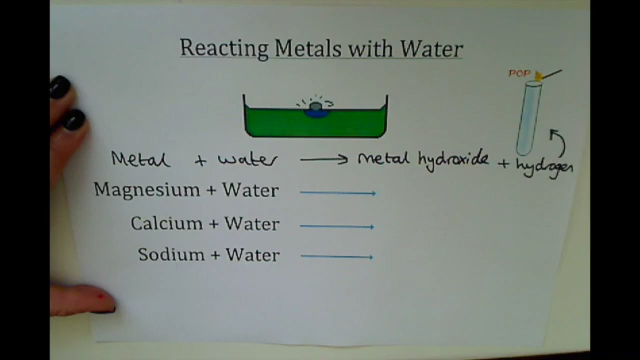 Reacting Metals with Water
POP
Metal + water → metal hydroxide + hydrogen
Magnesium + Water →
Calcium + Water →
Sodium + Water →